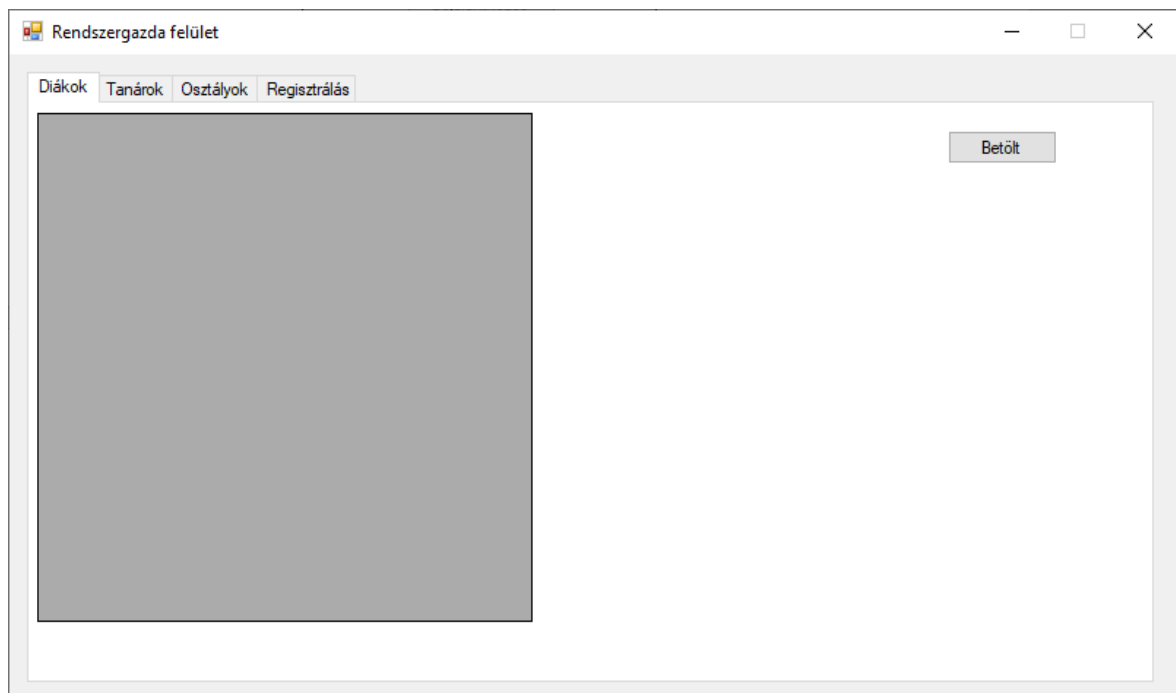 Rendszergazda felület
Diákok Tanárok Osztályok Regisztrálás
Betölt